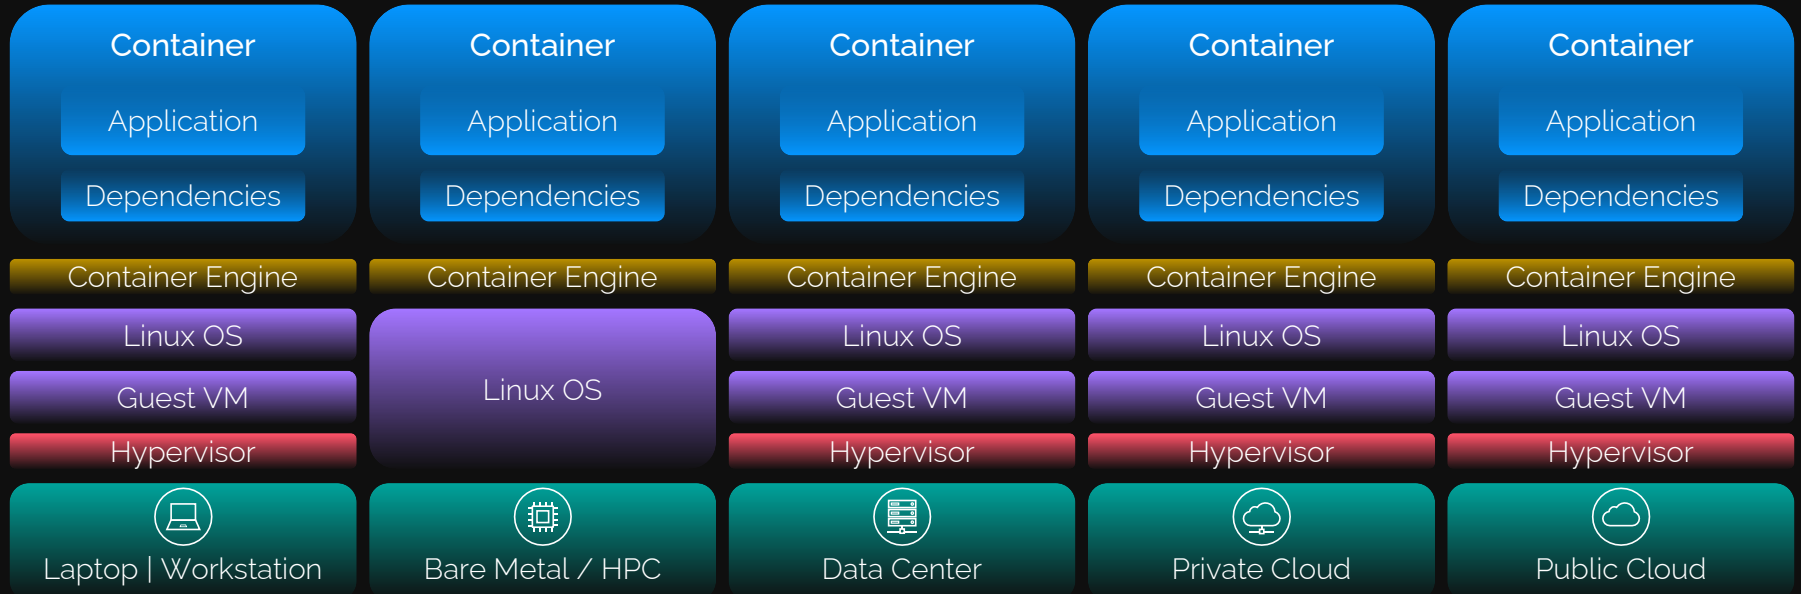 Container
Container
Container
Container
Container
Application
Application
Application
Application
Application
Dependencies
Dependencies
Dependencies
Dependencies
Dependencies
Container Engine
Container Engine
Container Engine
Container Engine
Container Engine
Linux OS
Linux OS
Linux OS
Linux OS
Linux OS
Guest VM
Guest VM
Guest VM
Guest VM
Hypervisor
Hypervisor
Hypervisor
Hypervisor
Laptop | Workstation
Bare Metal / HPC
Data Center
Private Cloud
Public Cloud